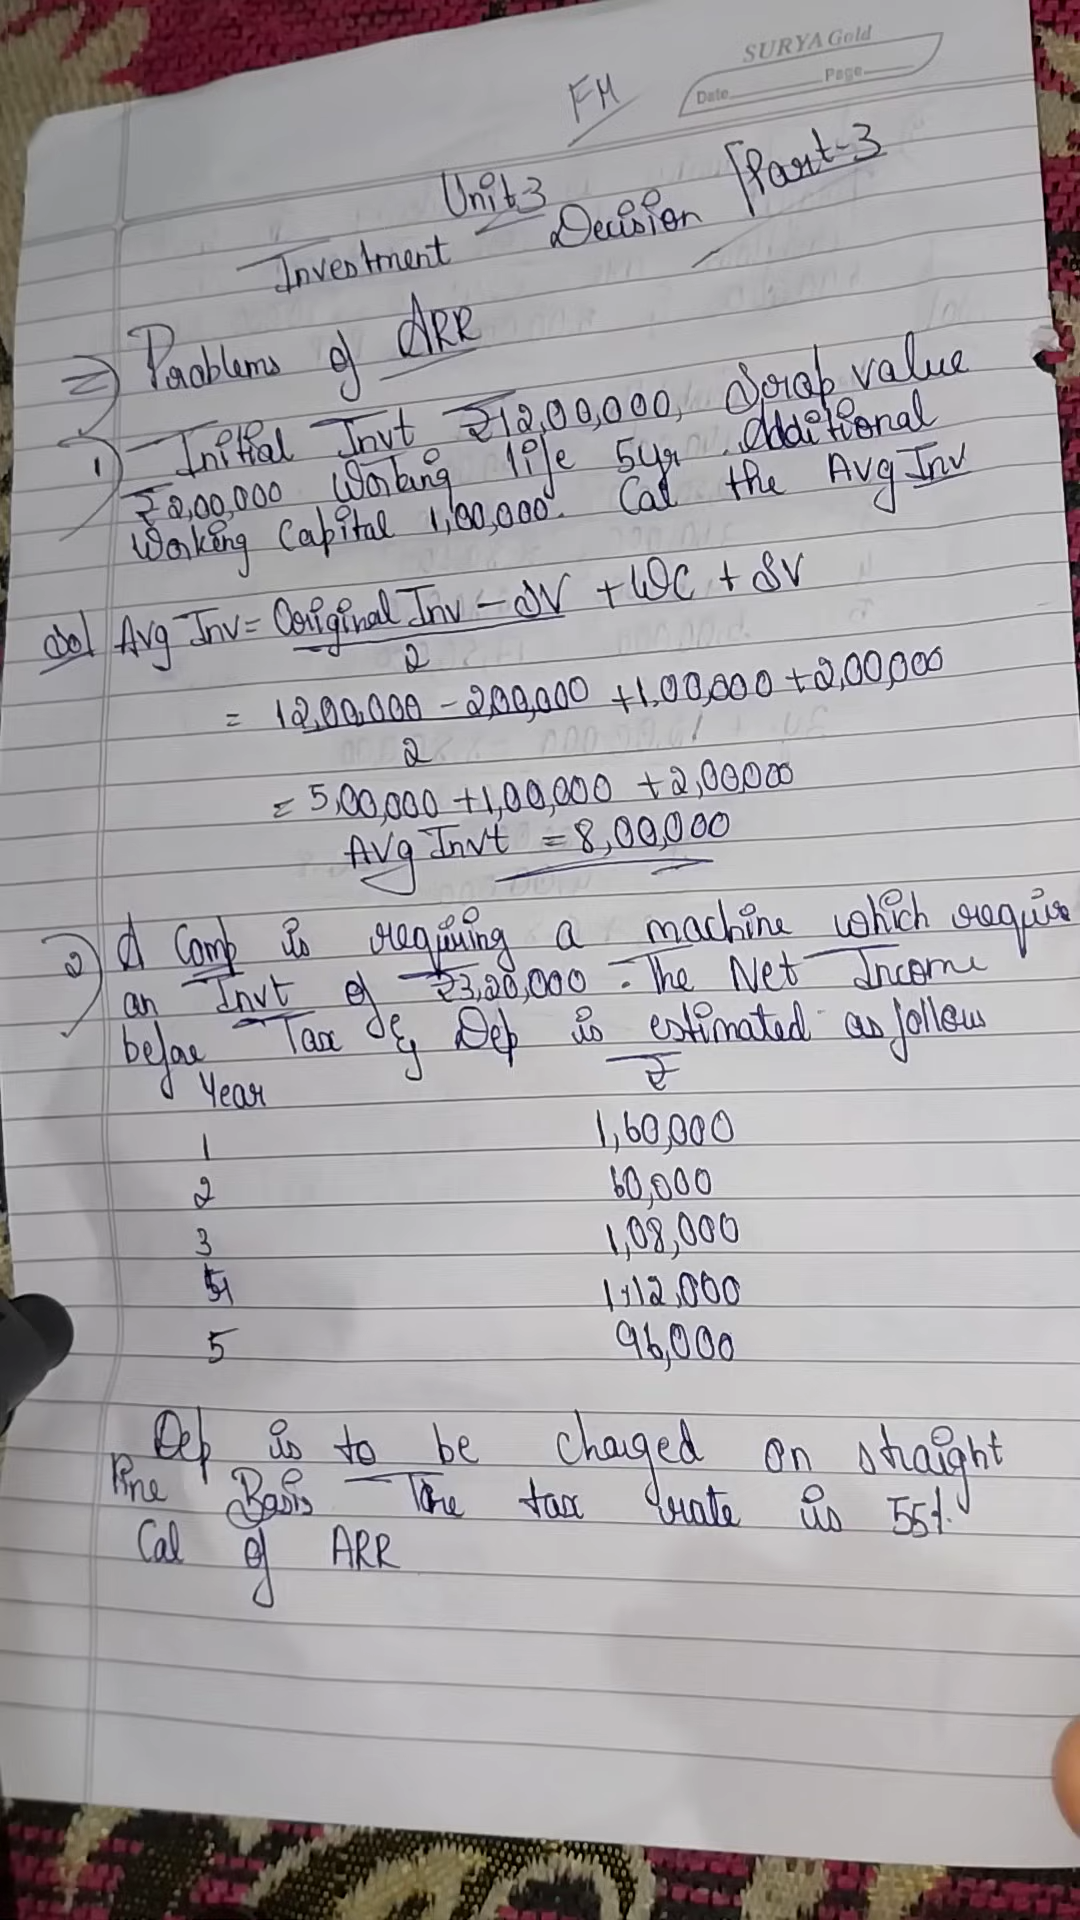 SURYA Gold
Date Page
FM
Unit 3
Investment Decision Part-3
Problems of ARR
1) Initial Invt ₹12,00,000, Scrap value
₹2,00,000 Working life 5yr. Additional
Working Capital 1,00,000. Cal the Avg Inv
Sol Avg Inv = Original Inv - SV + WC + SV
2
= 12,00,000 - 2,00,000 + 1,00,000 + 2,00,000
2
= 5,00,000 + 1,00,000 + 2,00,000
Avg Invt = 8,00,000
2) A Comp is requiring a machine which require
an Invt of ₹3,20,000. The Net Income
before Tax & Dep is estimated as follows
Year ₹
1 1,60,000
2 60,000
3 1,08,000
4 1,12,000
5 96,000
Dep is to be charged on straight
line Basis The tax rate is 55%.
Cal of ARR